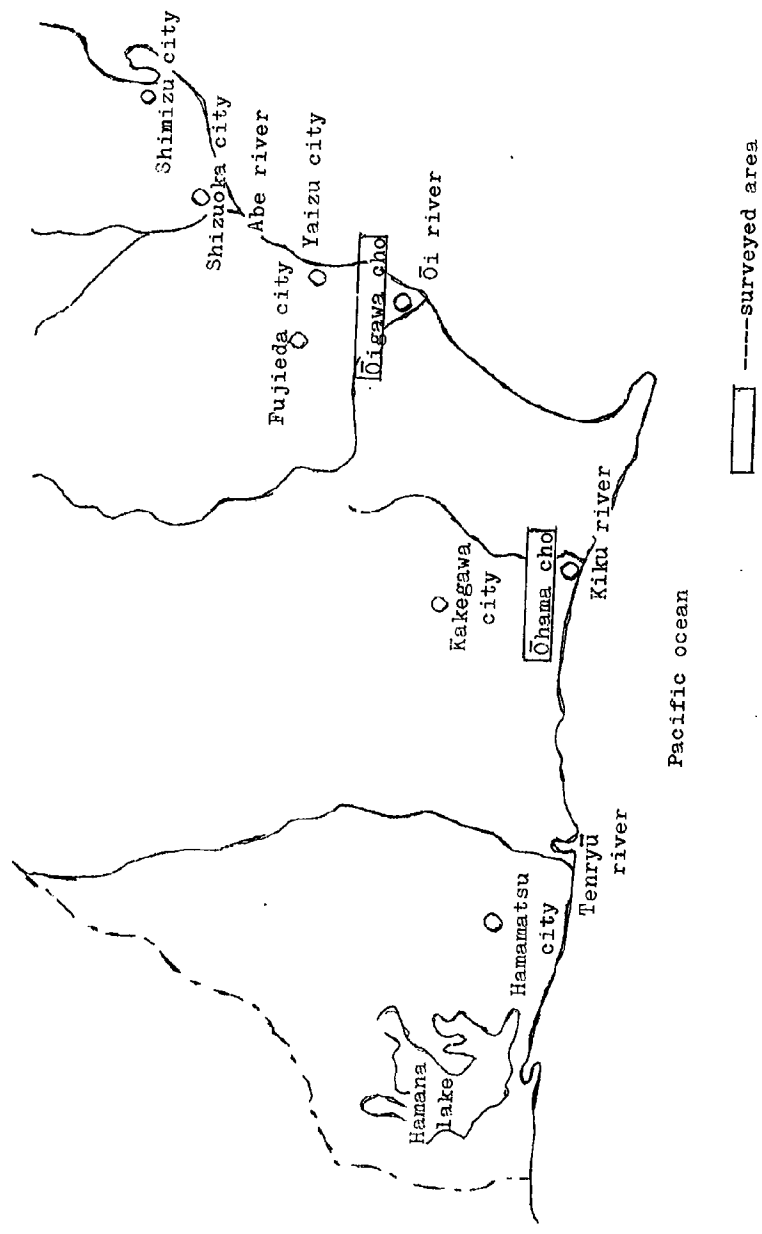 Shimizu city
Shizuoka city
Abe river
Yaizu city
Fujieda city
Ōigawa cho
Ōi river
Kakegawa
city
Ōhama cho
Kiku river
Pacific ocean
Tenryū
river
Hamamatsu
city
Hamana
lake
----surveyed area